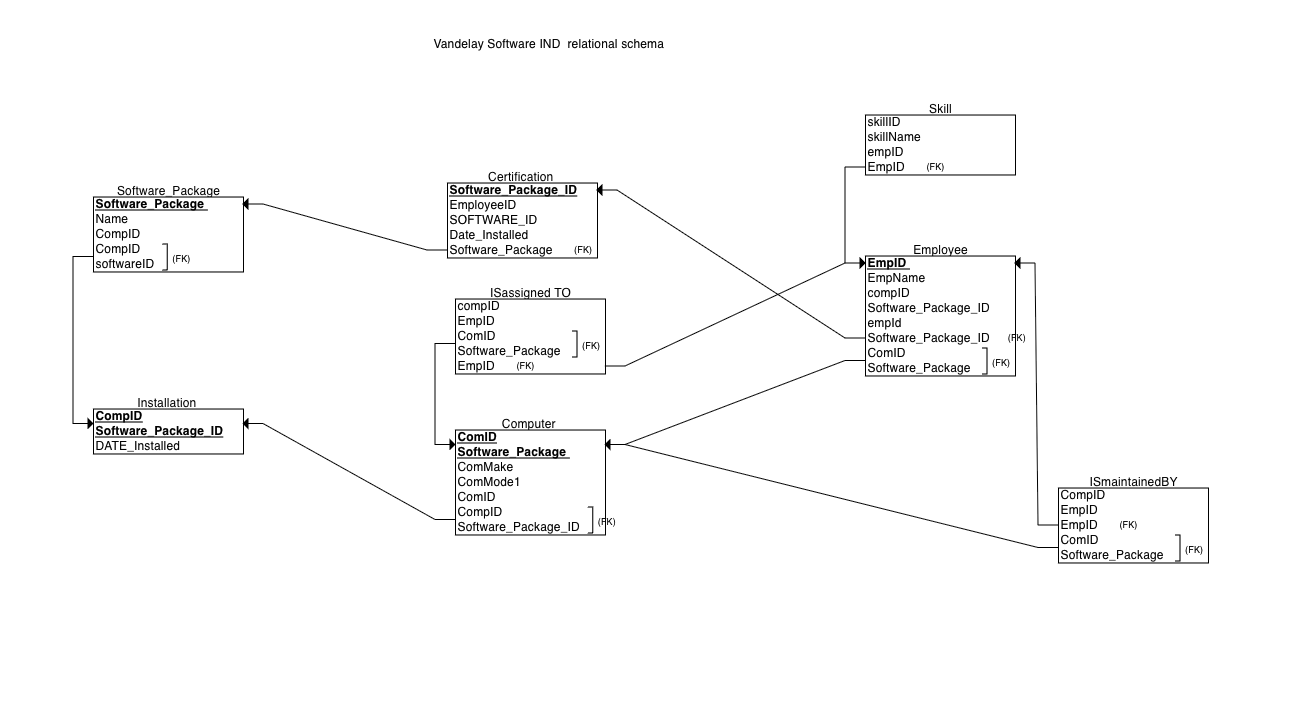 Vandelay Software IND relational schema
Skill
skillID
skillName
empID
EmpID (FK)
Software_Package
Software_Package
Name
CompID
CompID
softwareID
(FK)
Certification
Software_Package_ID
EmployeeID
SOFTWARE_ID
Date_Installed
Software_Package (FK)
Employee
EmpID
EmpName
compID
Software_Package_ID
empId
Software_Package_ID (FK)
ComID
Software_Package
(FK)
ISassigned TO
compID
EmpID
ComID
Software_Package
(FK)
EmpID (FK)
Installation
CompID
Software_Package_ID
DATE_Installed
Computer
ComID
Software_Package
ComMake
ComMode1
ComID
CompID
Software_Package_ID
(FK)
ISmaintainedBY
CompID
EmpID
EmpID (FK)
ComID
Software_Package
(FK)